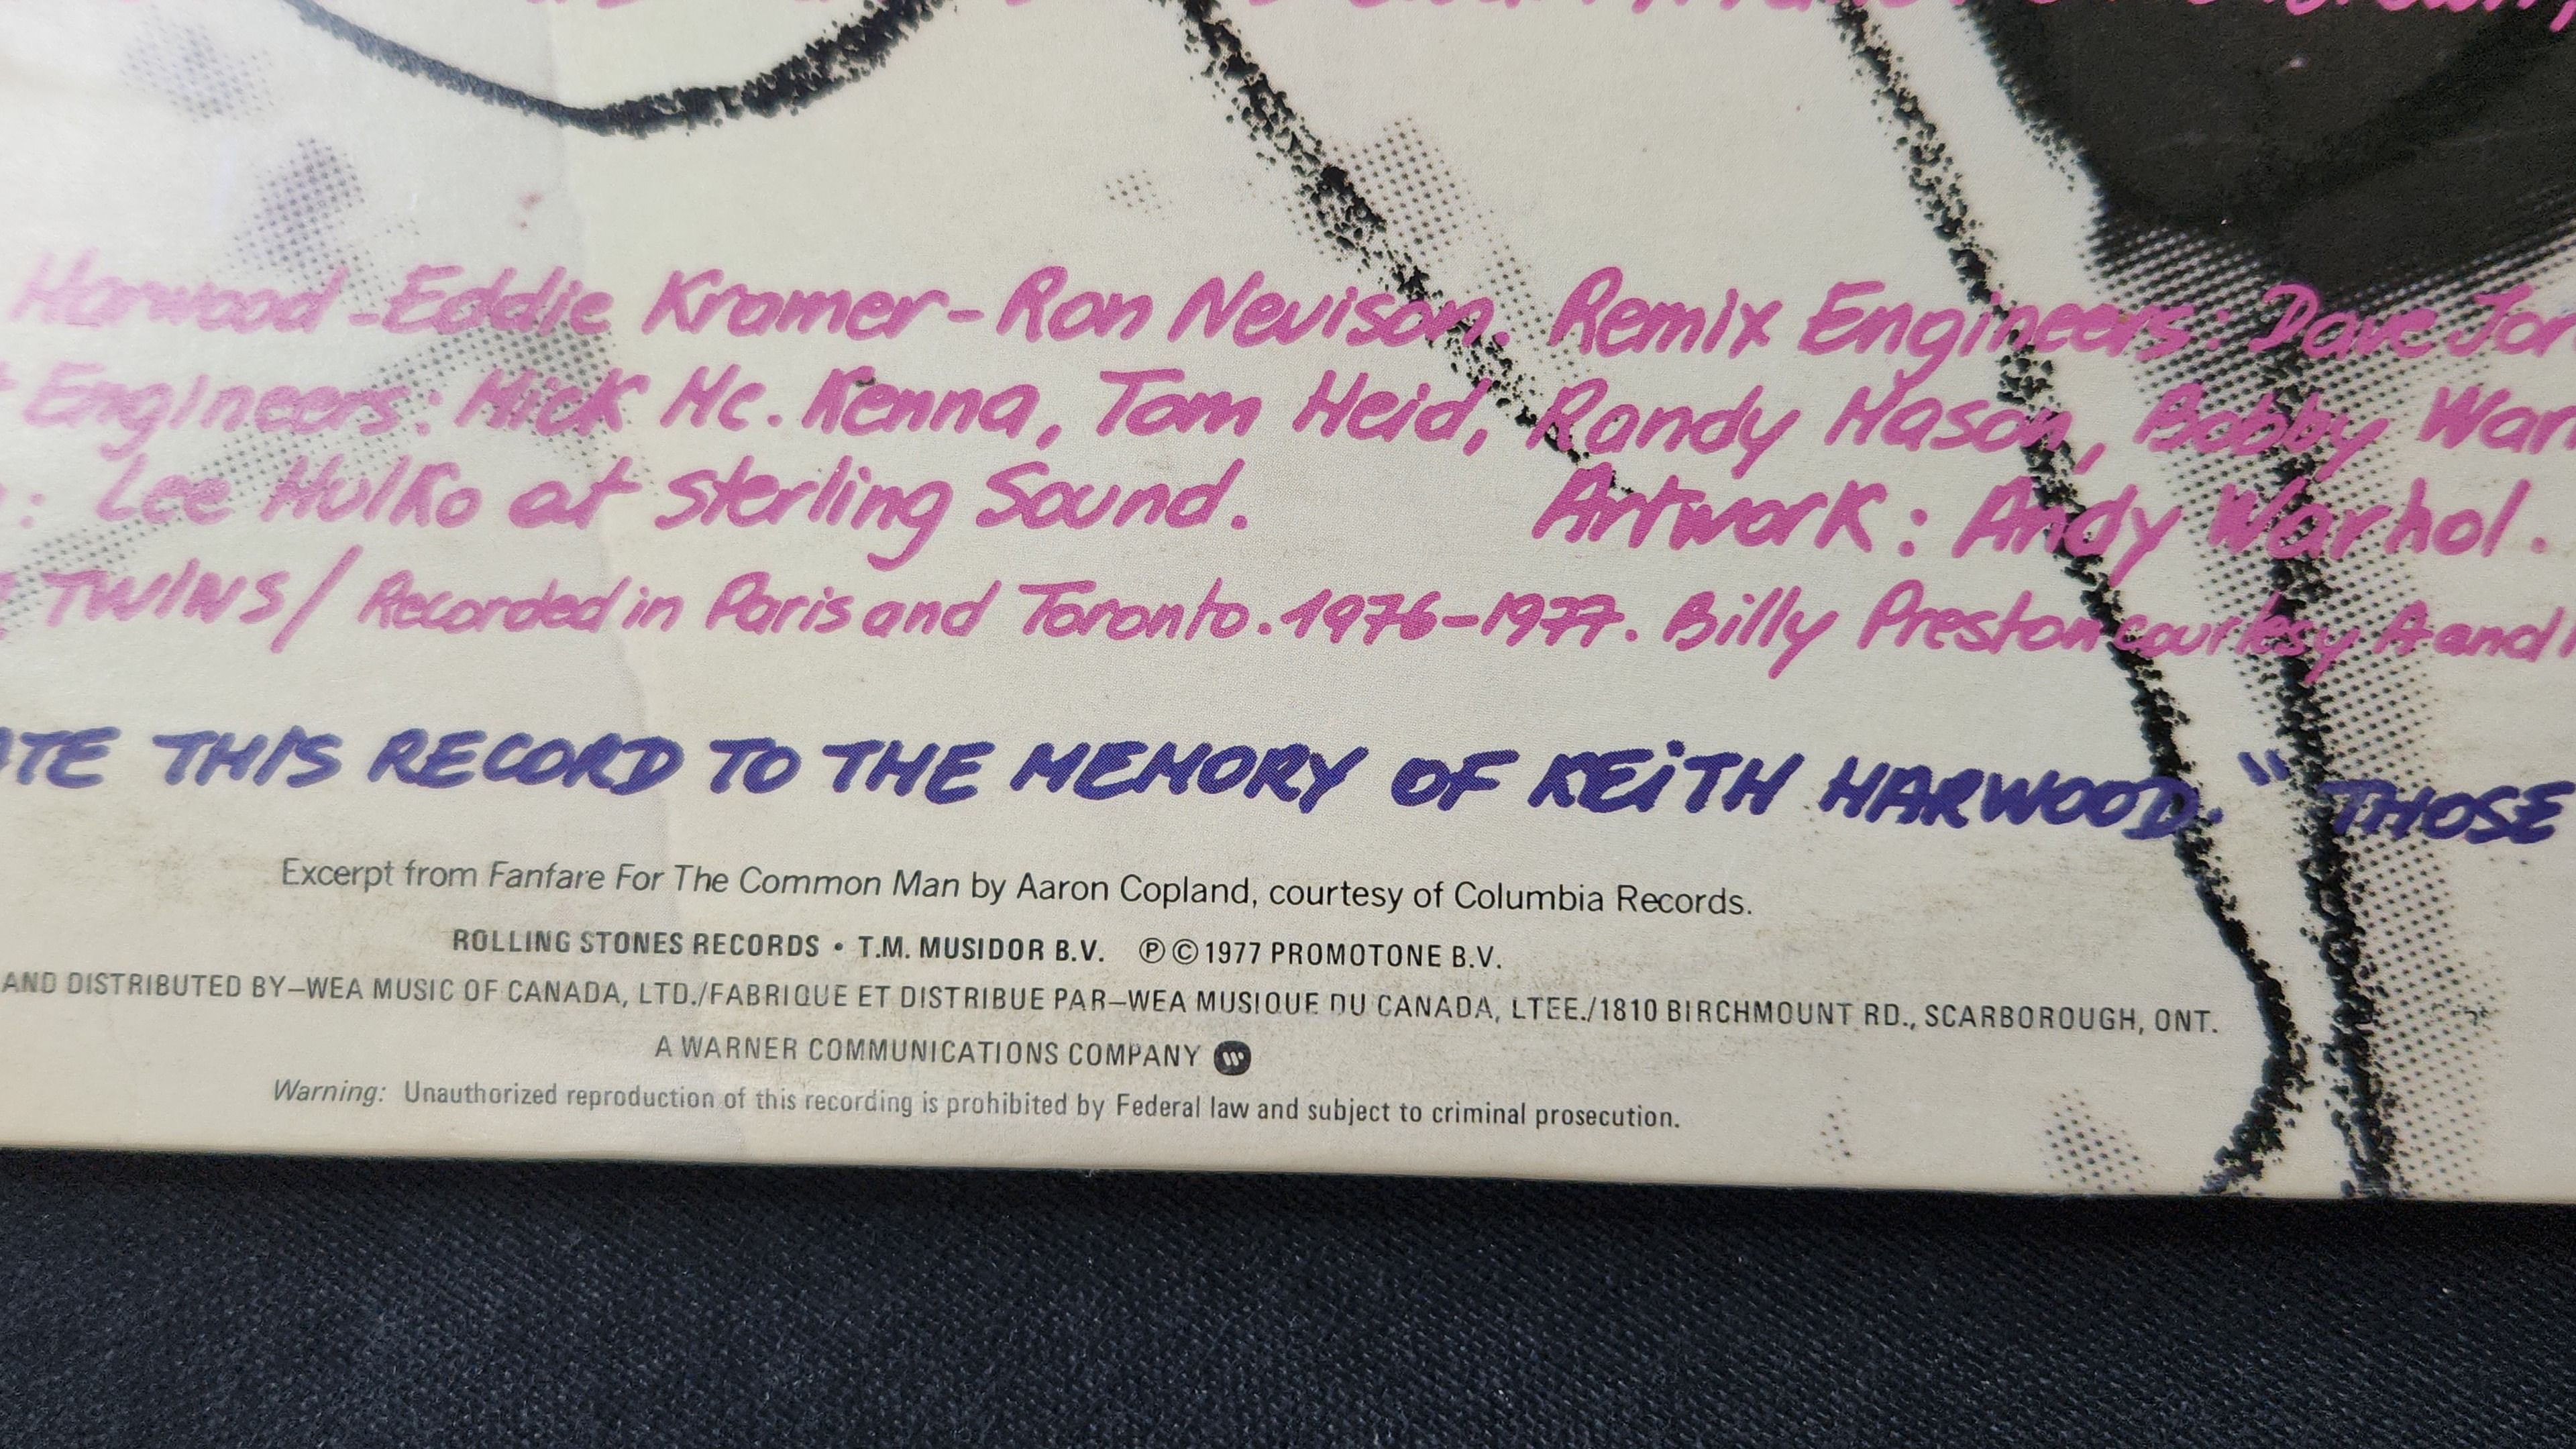 Harwood - Eddie Kramer - Ron Nevison. Remix Engineers: Dave Jor
Engineers: Mick Mc. Kenna, Tom Heid, Randy Mason, Bobby War
: Lee Hulko at Sterling Sound. Artwork: Andy Warhol.
TWINS / Recorded in Paris and Toronto. 1976-1977. Billy Preston courtesy A and
ATE THIS RECORD TO THE MEMORY OF KEITH HARWOOD." THOSE
Excerpt from Fanfare For The Common Man by Aaron Copland, courtesy of Columbia Records.
ROLLING STONES RECORDS • T.M. MUSIDOR B.V. ℗©1977 PROMOTONE B.V.
AND DISTRIBUTED BY–WEA MUSIC OF CANADA, LTD./FABRIQUE ET DISTRIBUE PAR–WEA MUSIQUE DU CANADA, LTEE./1810 BIRCHMOUNT RD., SCARBOROUGH, ONT.
A WARNER COMMUNICATIONS COMPANY
Warning: Unauthorized reproduction of this recording is prohibited by Federal law and subject to criminal prosecution.